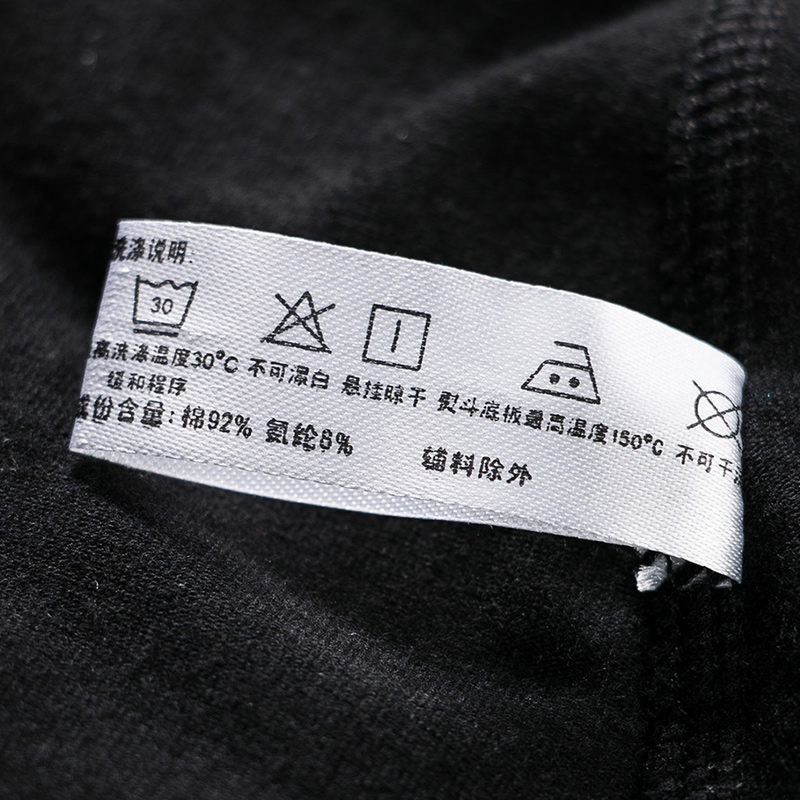 洗涤说明.
30
高洗涤温度30°C 不可漂白 悬挂晾干 熨斗底板最高温度150°C 不可干
缓和程序
成份含量:棉92% 氨纶8% 辅料除外